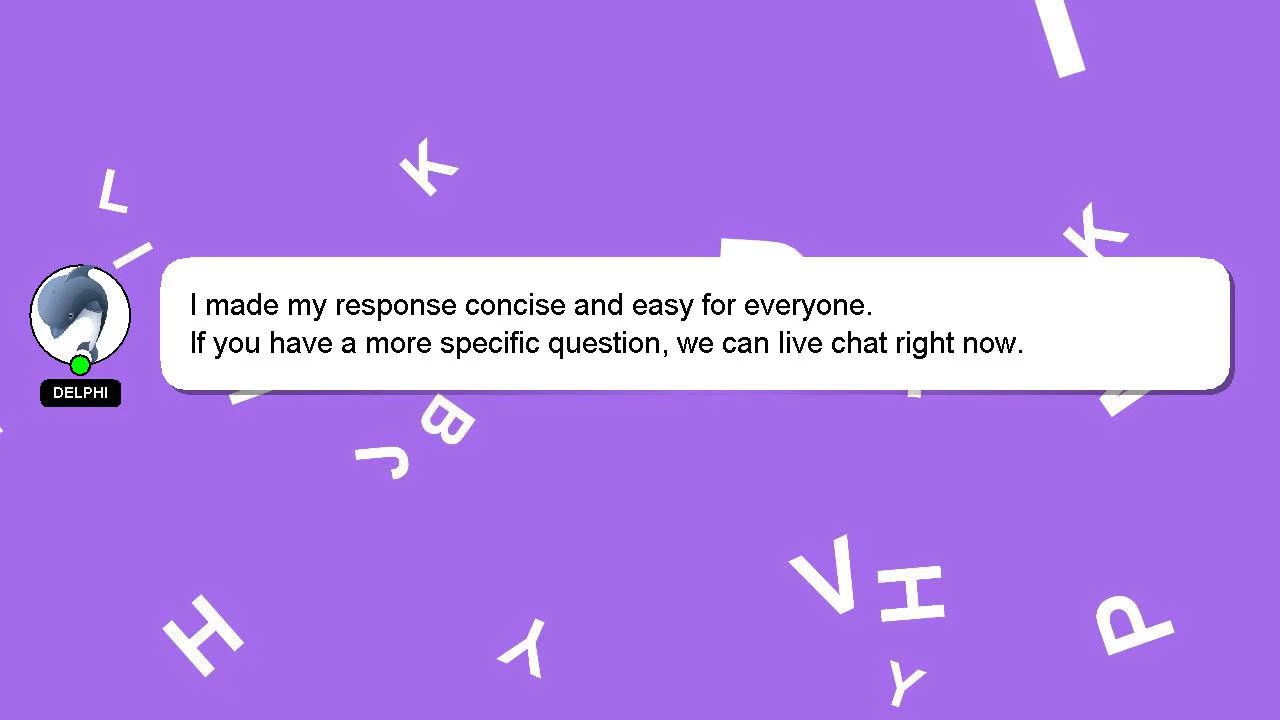 I
K
L
K
I made my response concise and easy for everyone.
If you have a more specific question, we can live chat right now.
DELPHI
B
J
V
H
P
H
Y
Y